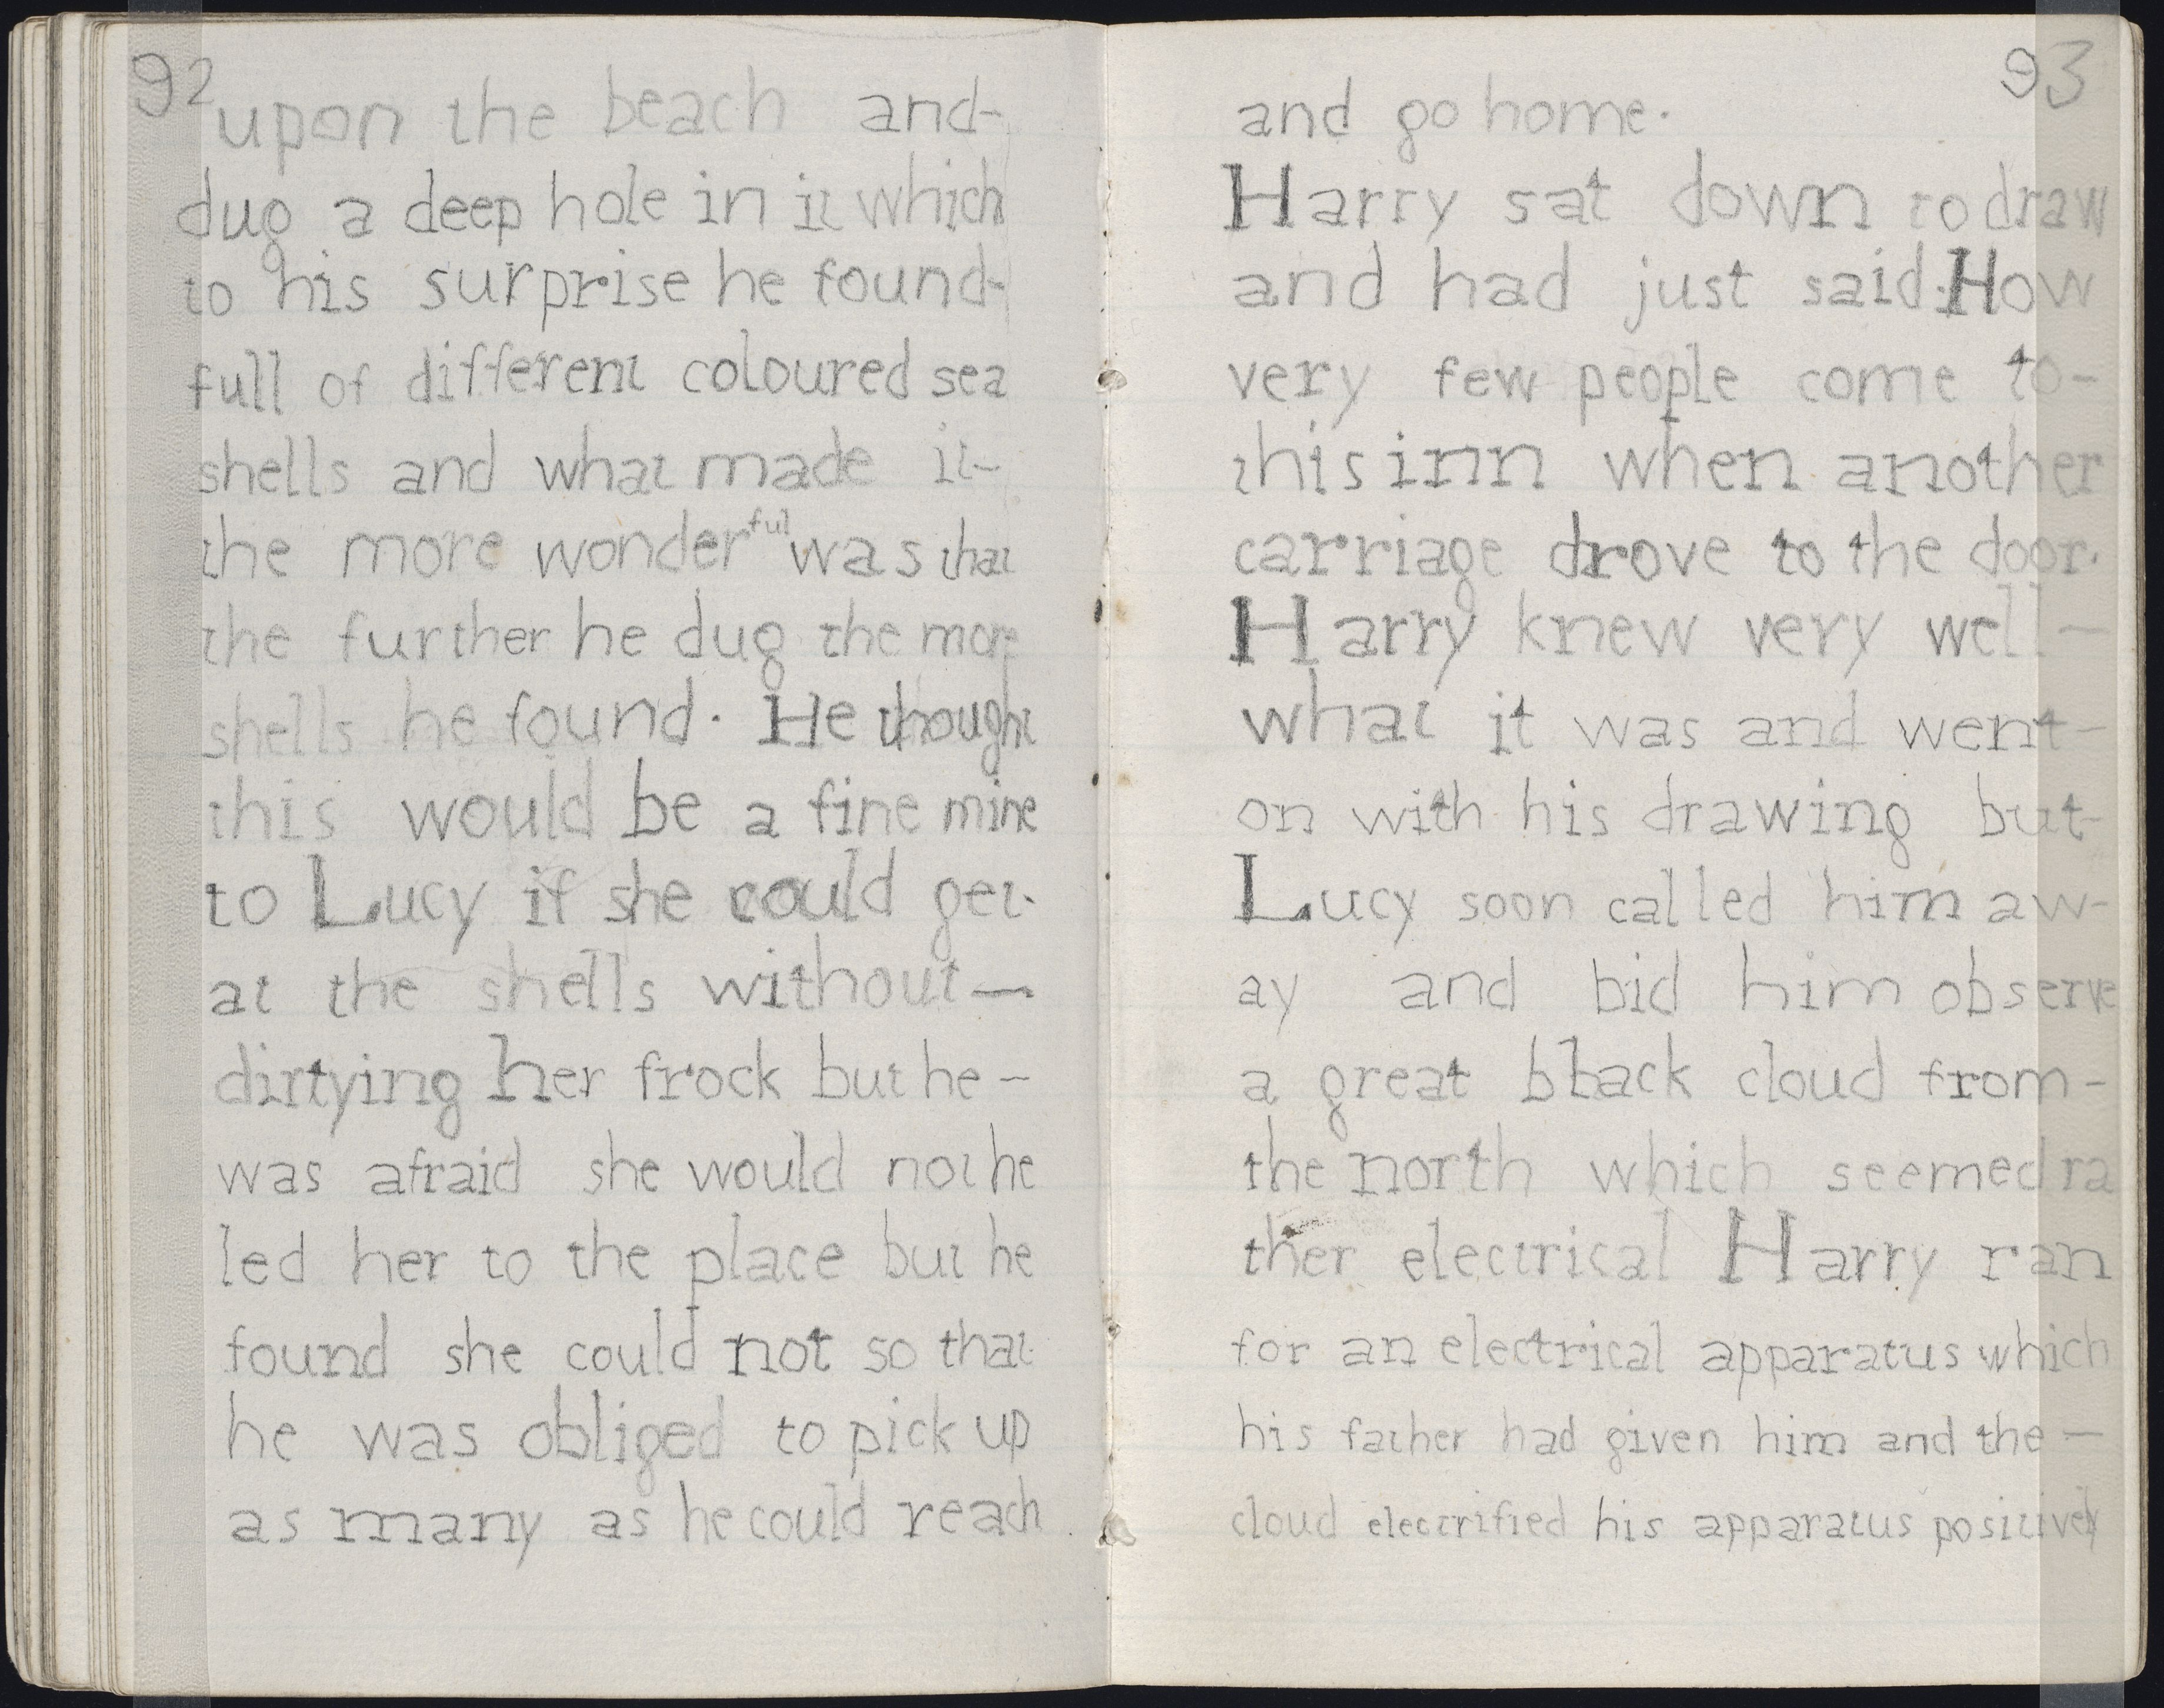 92
upon the beach and-
dug a deep hole in it which
to his surprise he found-
full of different coloured sea
shells and what made it-
the more wonderful was that
the further he dug the more
shells he found. He thought
this would be a fine mine
to Lucy if she could get
at the shells without—
dirtying her frock but he-
was afraid she would not he
led her to the place but he
found she could not so that
he was obliged to pick up
as many as he could reach
93
and go home.
Harry sat down to draw
and had just said. How
very few people come to-
this inn when another
carriage drove to the door.
Harry knew very well—
what it was and went-
on with his drawing but-
Lucy soon called him aw-
ay and bid him observe
a great black cloud from-
the north which seemed ra
ther electrical Harry ran
for an electrical apparatus which
his father had given him and the—
cloud electrified his apparatus positively